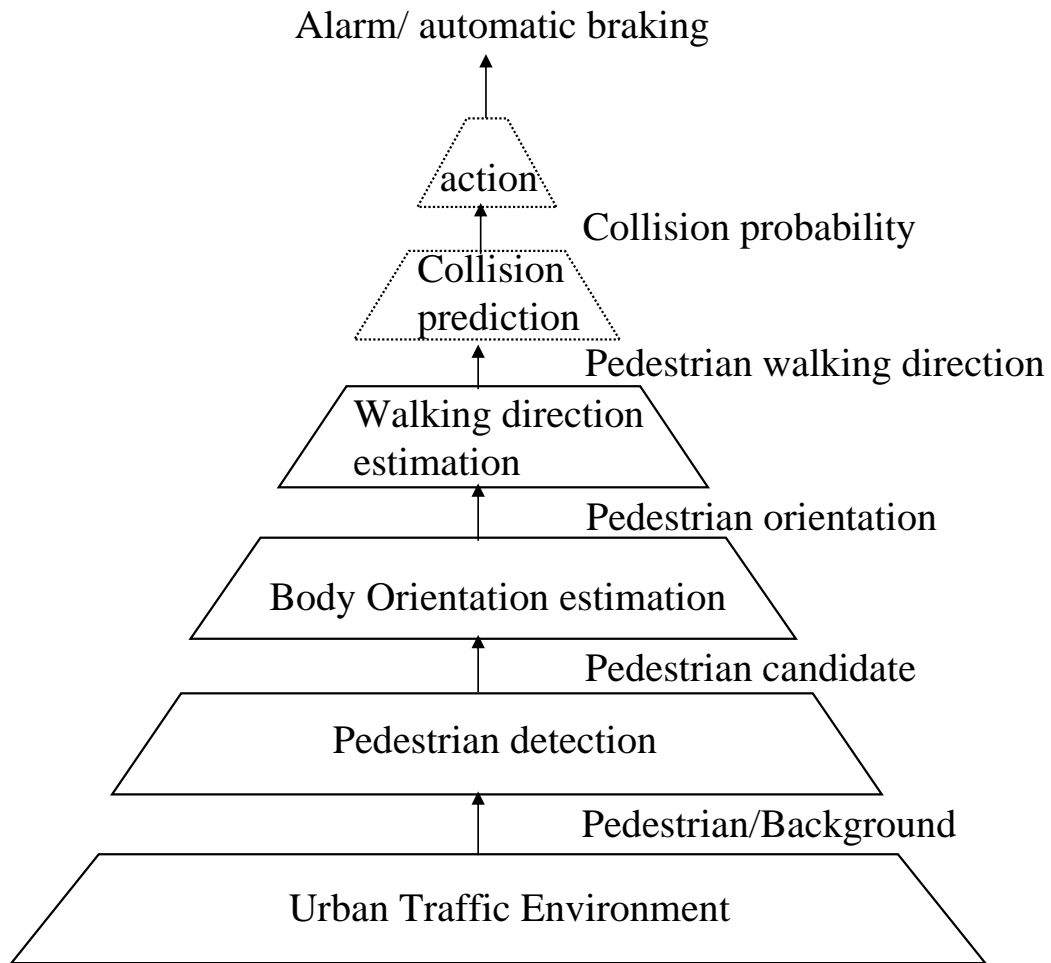 Alarm/ automatic braking
action
Collision probability
Collision
prediction
Pedestrian walking direction
Walking direction
estimation
Pedestrian orientation
Body Orientation estimation
Pedestrian candidate
Pedestrian detection
Pedestrian/Background
Urban Traffic Environment